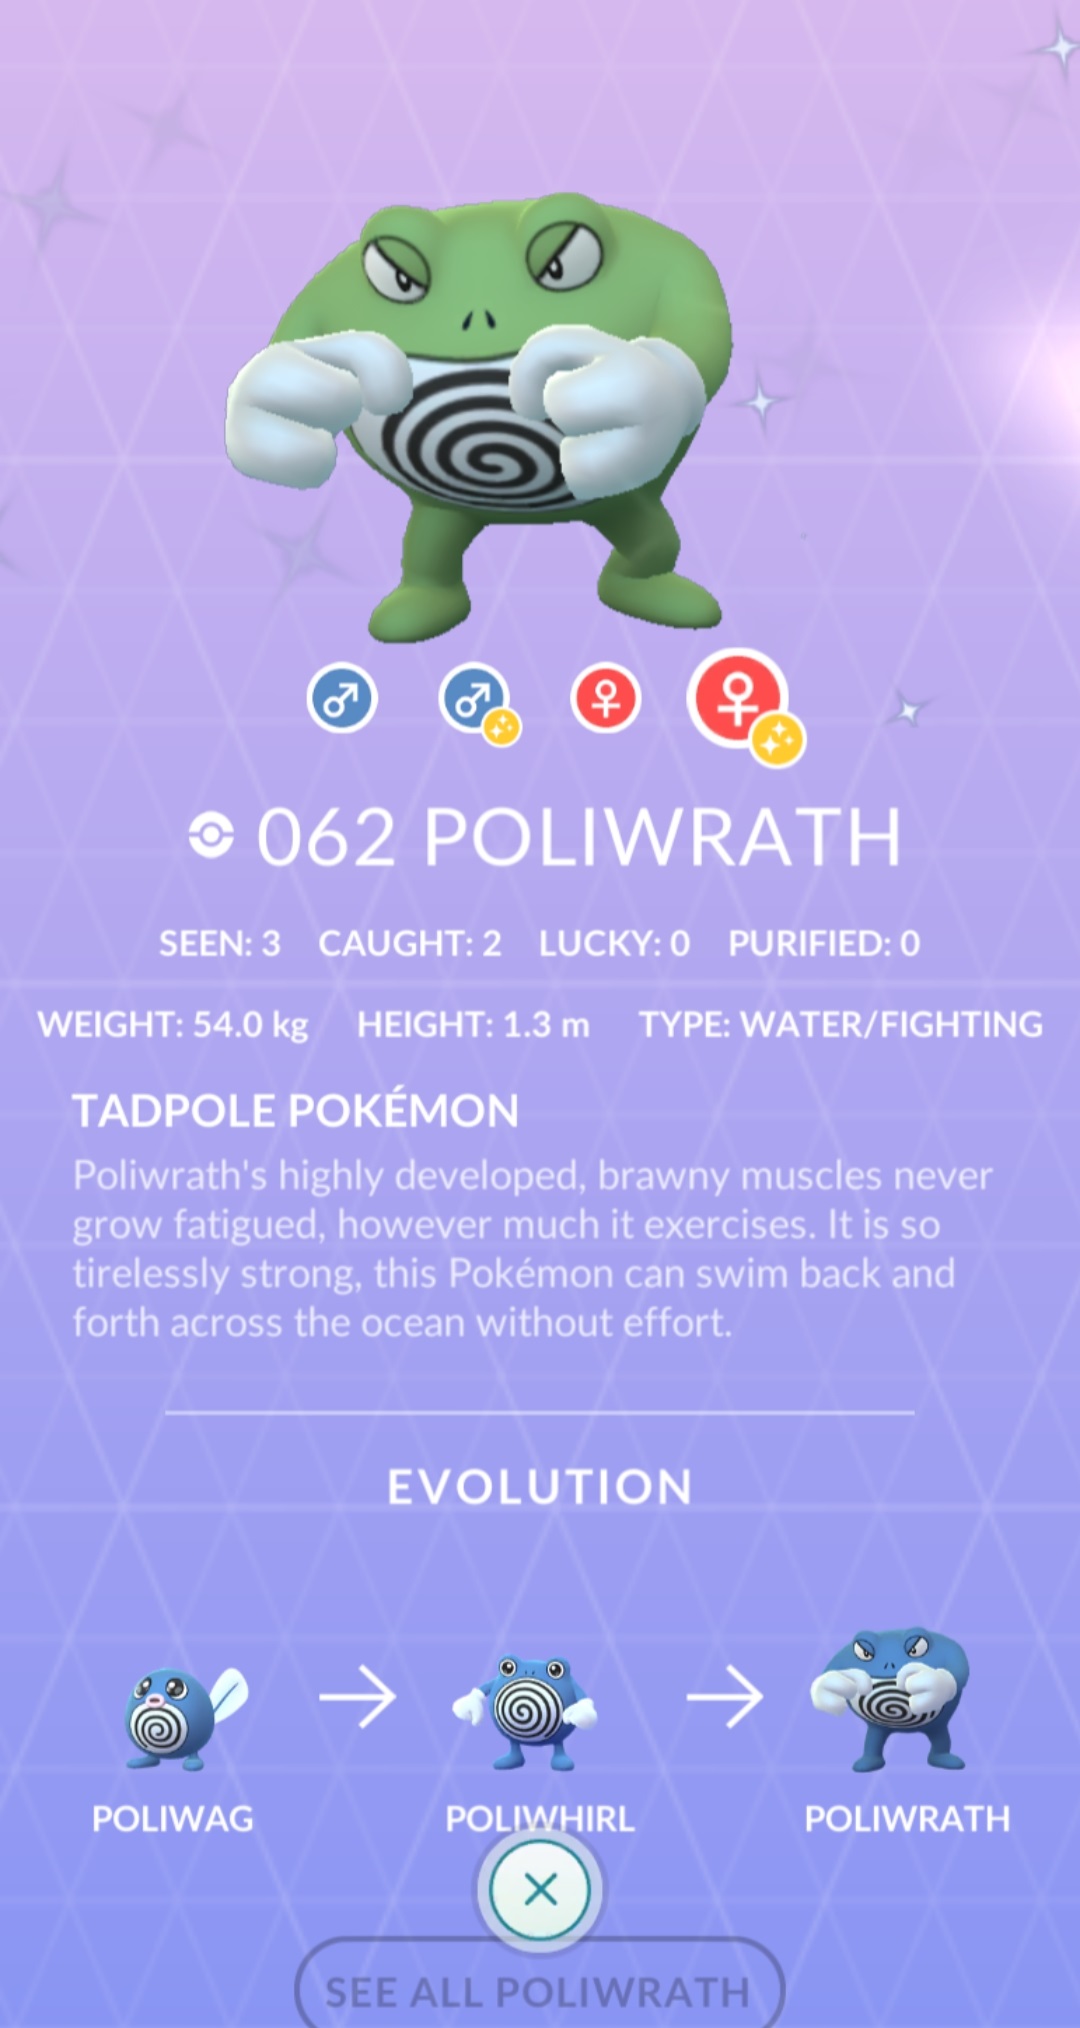 062 POLIWRATH
SEEN: 3 CAUGHT: 2 LUCKY: 0 PURIFIED: 0
WEIGHT: 54.0 kg HEIGHT: 1.3 m TYPE: WATER/FIGHTING
TADPOLE POKÉMON
Poliwrath's highly developed, brawny muscles never
grow fatigued, however much it exercises. It is so
tirelessly strong, this Pokémon can swim back and
forth across the ocean without effort.
EVOLUTION
POLIWAG POLIWHIRL POLIWRATH
SEE ALL POLIWRATH